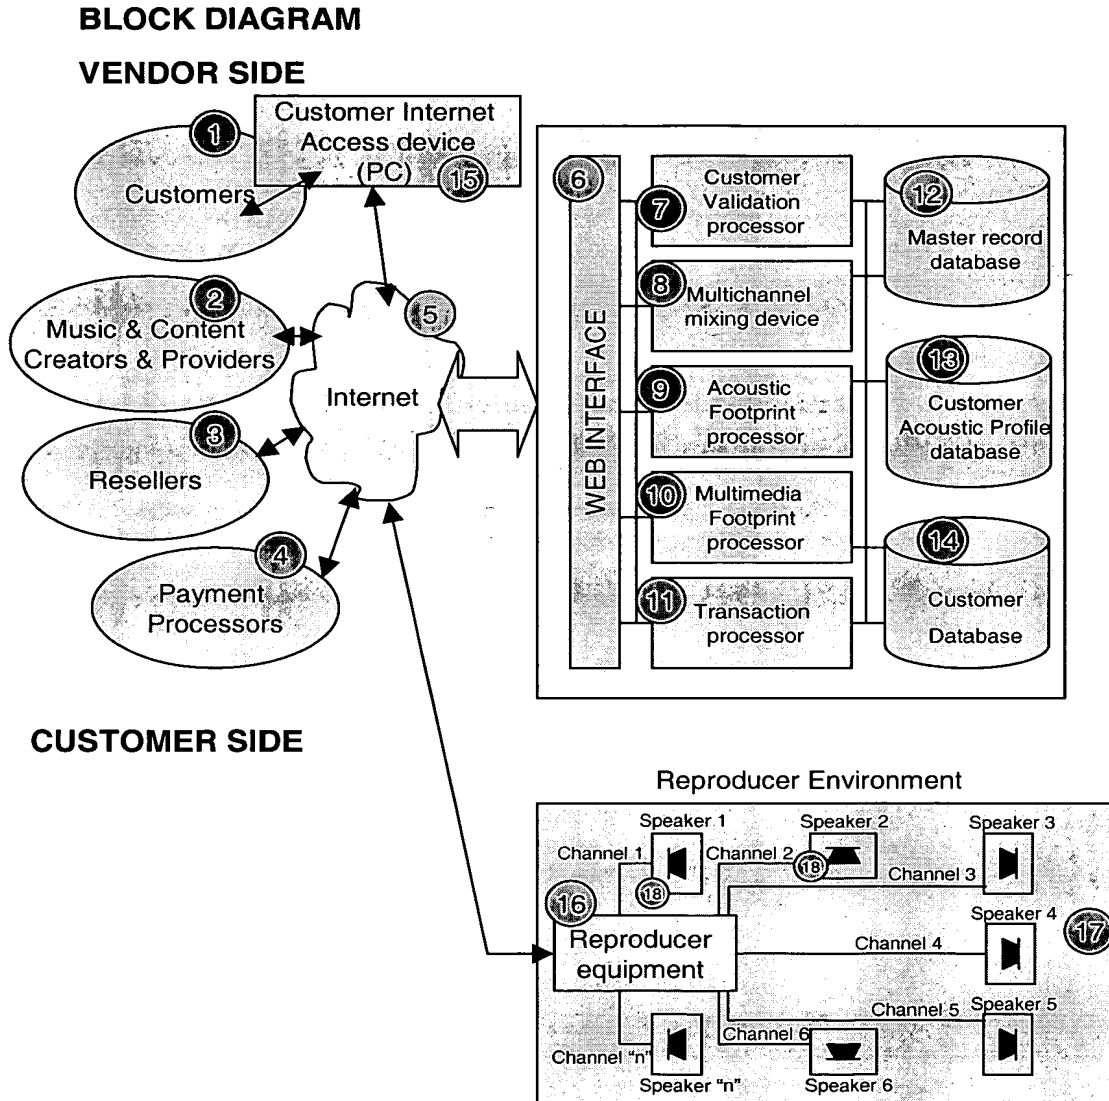 BLOCK DIAGRAM
VENDOR SIDE
1
Customers
Customer Internet
Access device
(PC)
15
2
Music & Content
Creators & Providers
3
Resellers
4
Payment
Processors
5
Internet
6
WEB INTERFACE
7
Customer
Validation
processor
8
Multichannel
mixing device
9
Acoustic
Footprint
processor
10
Multimedia
Footprint
processor
11
Transaction
processor
12
Master record
database
13
Customer
Acoustic Profile
database
14
Customer
Database
CUSTOMER SIDE
Reproducer Environment
Speaker 1
Speaker 2
Speaker 3
Channel 1
Channel 2
Channel 3
18
18
16
Reproducer
equipment
Speaker 4
17
Channel 4
Channel 5
Speaker 5
Channel 6
Channel "n"
Speaker "n"
Speaker 6